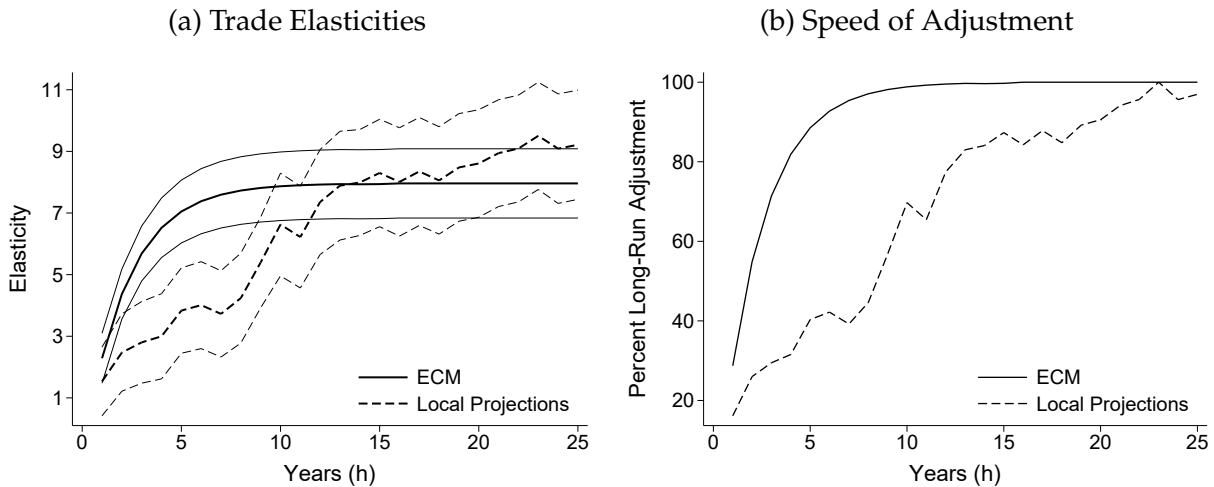 (a) Trade Elasticities
11
9
7
5
3
1
Elasticity
0 5 10 15 20 25
Years (h)
ECM
Local Projections
(b) Speed of Adjustment
100
80
60
40
20
Percent Long-Run Adjustment
0 5 10 15 20 25
Years (h)
ECM
Local Projections